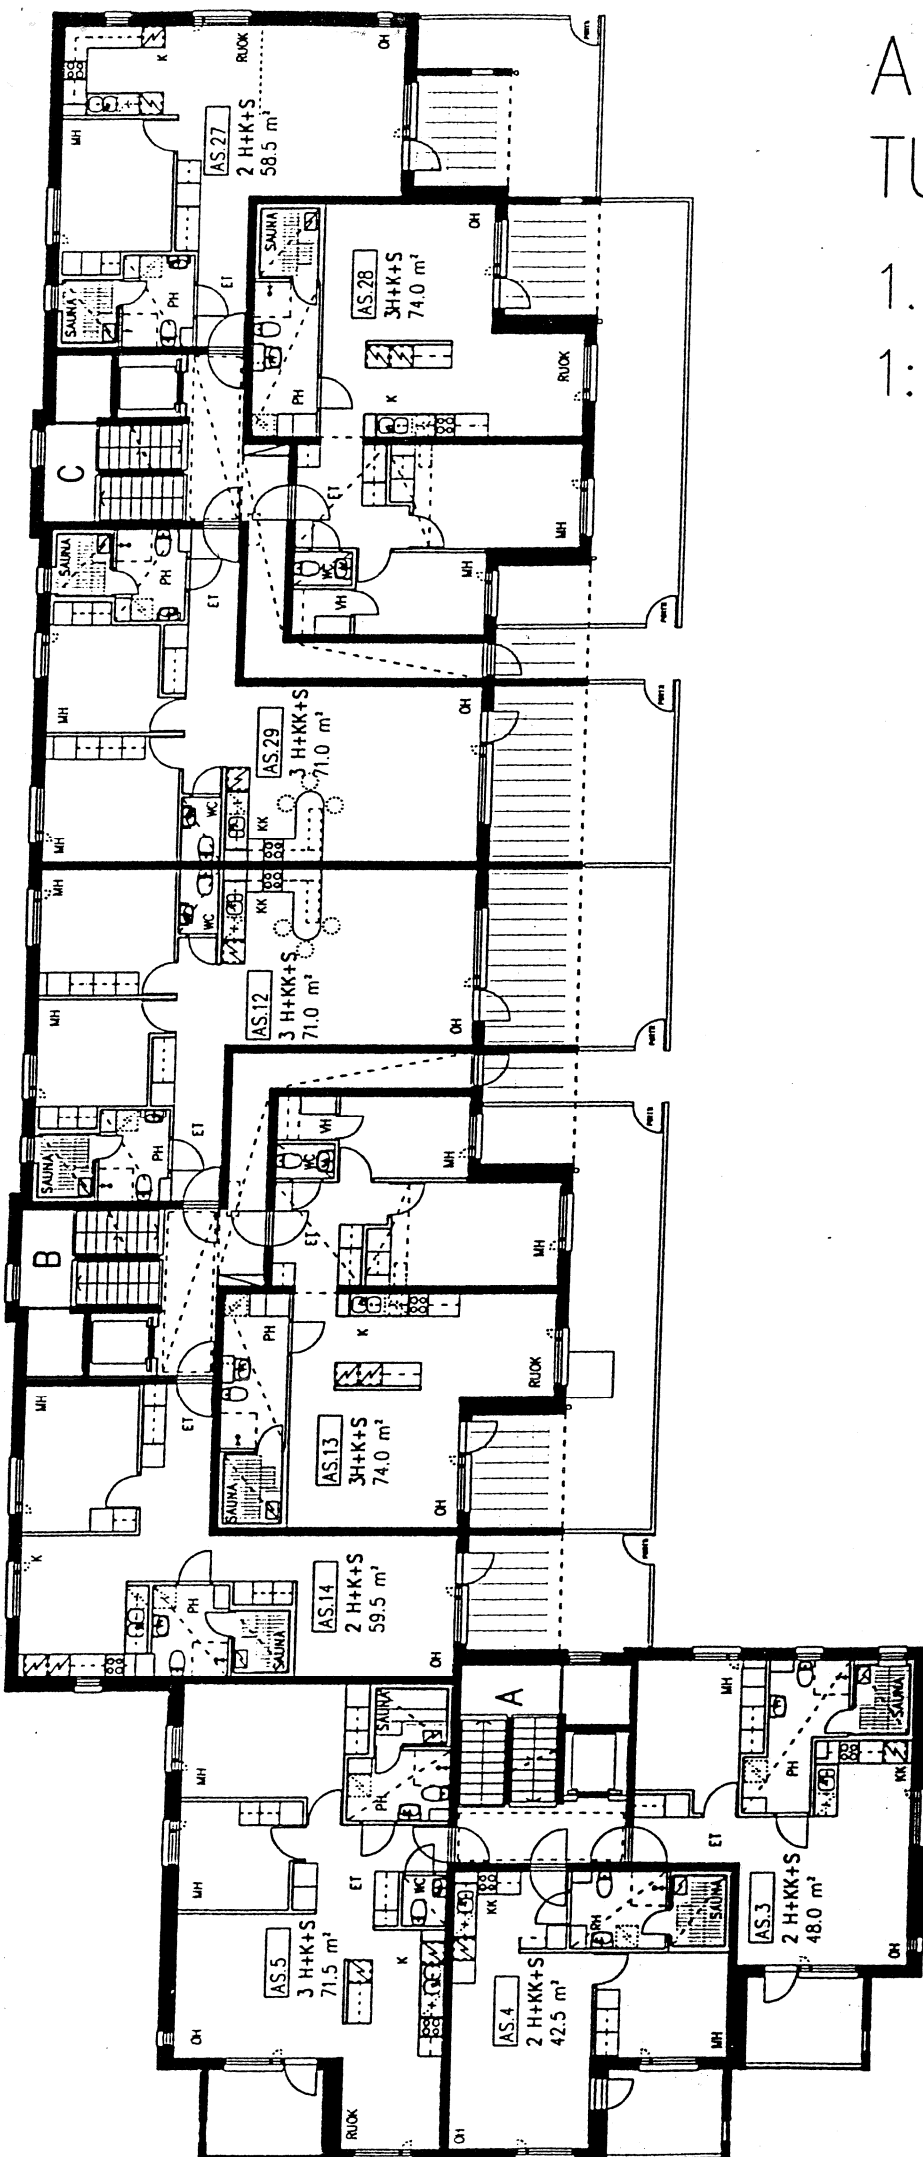 A
TU
1.
1:
K
RUOK
OH
MH
AS.27
2 H+K+S
58.5 m²
SAUNA
PH
ET
SAUNA
OH
AS.28
3H+K+S
74.0 m²
PH
K
RUOK
C
ET
MH
WC
VH
MH
SAUNA
PH
ET
MH
AS.29
3 H+KK+S
71.0 m²
OH
MH
WC
KK
MH
WC
KK
AS.12
3 H+KK+S
71.0 m²
OH
MH
SAUNA
PH
ET
VH
WC
MH
B
ET
MH
PH
K
RUOK
MH
ET
AS.13
3H+K+S
74.0 m²
SAUNA
OH
K
PH
AS.14
2 H+K+S
59.5 m²
SAUNA
OH
A
MH
SAUNA
PH
MH
ET
WC
AS.5
3 H+K+S
71.5 m²
K
OH
RUOK
KK
PH
SAUNA
AS.4
2 H+KK+S
42.5 m²
MH
OH
MH
PH
SAUNA
KK
ET
AS.3
2 H+KK+S
48.0 m²
OH